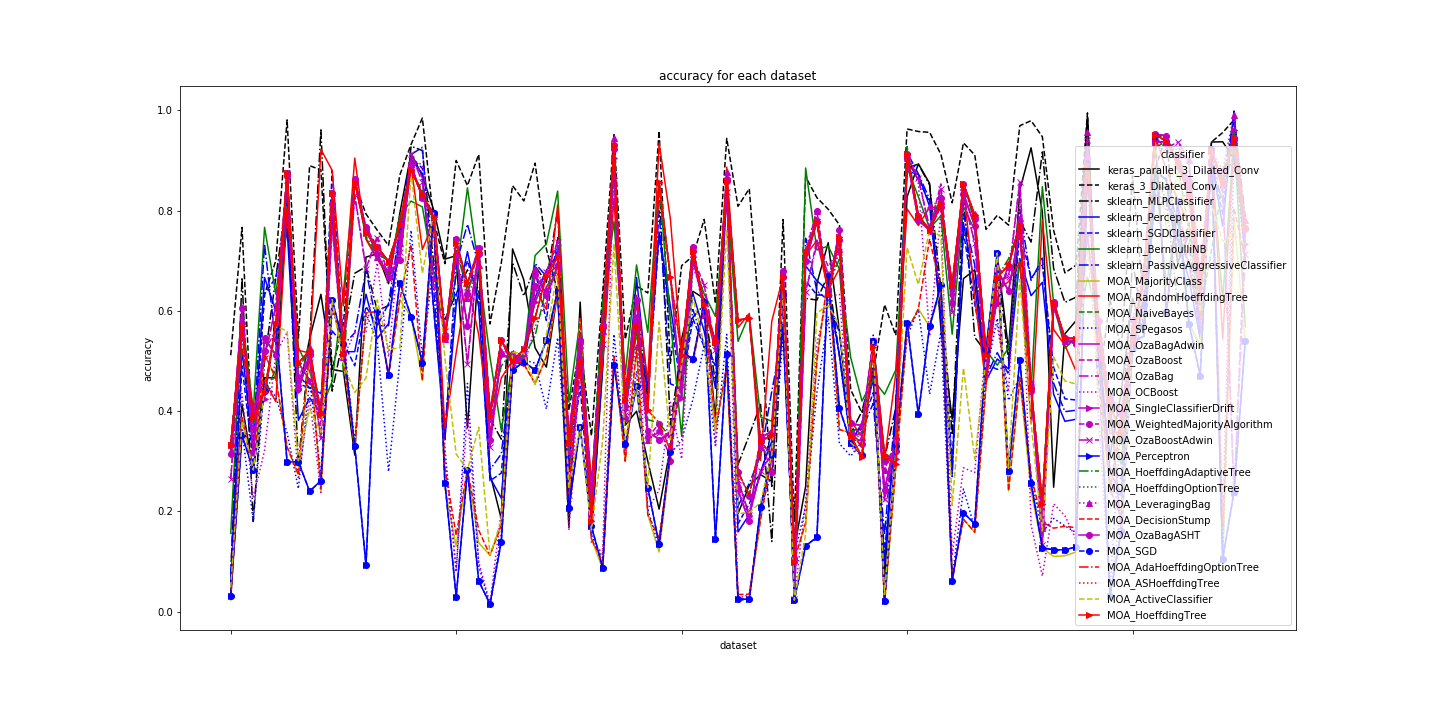 accuracy for each dataset
1.0
0.8
0.6
0.4
0.2
0.0
accuracy
dataset
classifier
keras_parallel_3_Dilated_Conv
keras_3_Dilated_Conv
sklearn_MLPClassifier
sklearn_Perceptron
sklearn_SGDClassifier
sklearn_BernoulliNB
sklearn_PassiveAggressiveClassifier
MOA_MajorityClass
MOA_RandomHoeffdingTree
MOA_NaiveBayes
MOA_SPegasos
MOA_OzaBagAdwin
MOA_OzaBoost
MOA_OzaBag
MOA_OCBoost
MOA_SingleClassifierDrift
MOA_WeightedMajorityAlgorithm
MOA_OzaBoostAdwin
MOA_Perceptron
MOA_HoeffdingAdaptiveTree
MOA_HoeffdingOptionTree
MOA_LeveragingBag
MOA_DecisionStump
MOA_OzaBagASHT
MOA_SGD
MOA_AdaHoeffdingOptionTree
MOA_ASHoeffdingTree
MOA_ActiveClassifier
MOA_HoeffdingTree